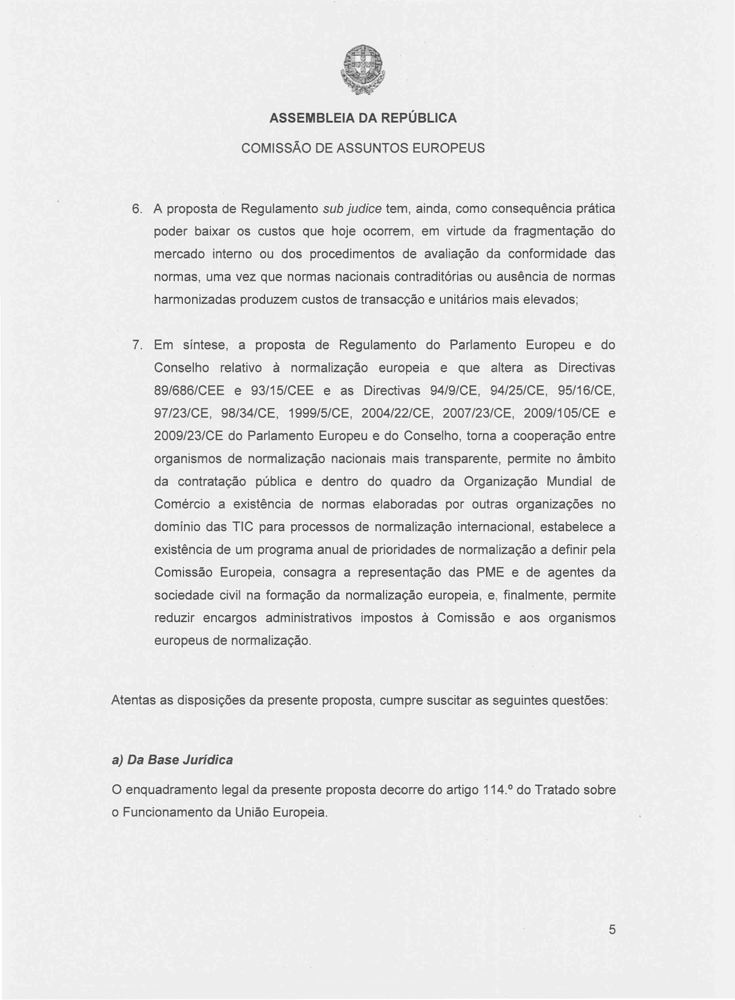 ASSEMBLEIA DA REPÚBLICA
COMISSÃO DE ASSUNTOS EUROPEUS
6. A proposta de Regulamento sub judice tem, ainda, como consequência prática
poder baixar os custos que hoje ocorrem, em virtude da fragmentação do
mercado interno ou dos procedimentos de avaliação da conformidade das
normas, uma vez que normas nacionais contraditórias ou ausência de normas
harmonizadas produzem custos de transacção e unitários mais elevados;
7. Em síntese, a proposta de Regulamento do Parlamento Europeu e do
Conselho relativo à normalização europeia e que altera as Directivas
89/686/CEE e 93/15/CEE e as Directivas 94/9/CE, 94/25/CE, 95/16/CE,
97/23/CE, 98/34/CE, 1999/5/CE, 2004/22/CE, 2007/23/CE, 2009/105/CE e
2009/23/CE do Parlamento Europeu e do Conselho, torna a cooperação entre
organismos de normalização nacionais mais transparente, permite no âmbito
da contratação pública e dentro do quadro da Organização Mundial de
Comércio a existência de normas elaboradas por outras organizações no
domínio das TIC para processos de normalização internacional, estabelece a
existência de um programa anual de prioridades de normalização a definir pela
Comissão Europeia, consagra a representação das PME e de agentes da
sociedade civil na formação da normalização europeia, e, finalmente, permite
reduzir encargos administrativos impostos à Comissão e aos organismos
europeus de normalização.
Atentas as disposições da presente proposta, cumpre suscitar as seguintes questões:
a) Da Base Jurídica
O enquadramento legal da presente proposta decorre do artigo 114.º do Tratado sobre
o Funcionamento da União Europeia.
5